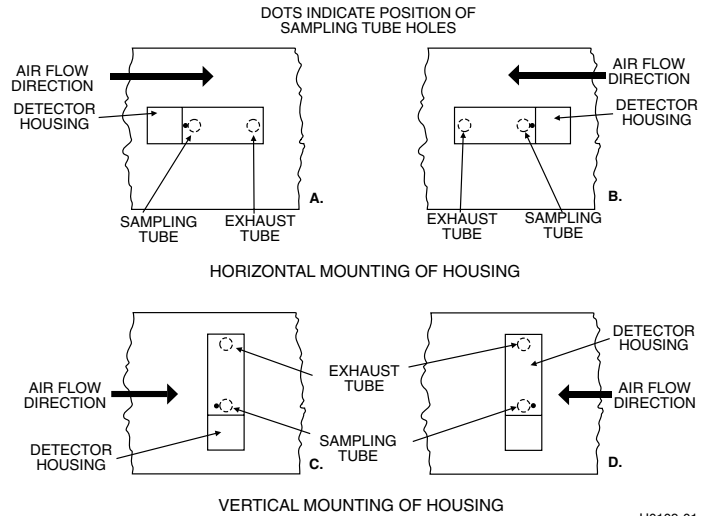 DOTS INDICATE POSITION OF
SAMPLING TUBE HOLES
AIR FLOW
DIRECTION
DETECTOR
HOUSING
SAMPLING
TUBE
EXHAUST
TUBE
A.
AIR FLOW
DIRECTION
DETECTOR
HOUSING
EXHAUST
TUBE
SAMPLING
TUBE
B.
HORIZONTAL MOUNTING OF HOUSING
AIR FLOW
DIRECTION
DETECTOR
HOUSING
EXHAUST
TUBE
SAMPLING
TUBE
C.
DETECTOR
HOUSING
AIR FLOW
DIRECTION
D.
VERTICAL MOUNTING OF HOUSING